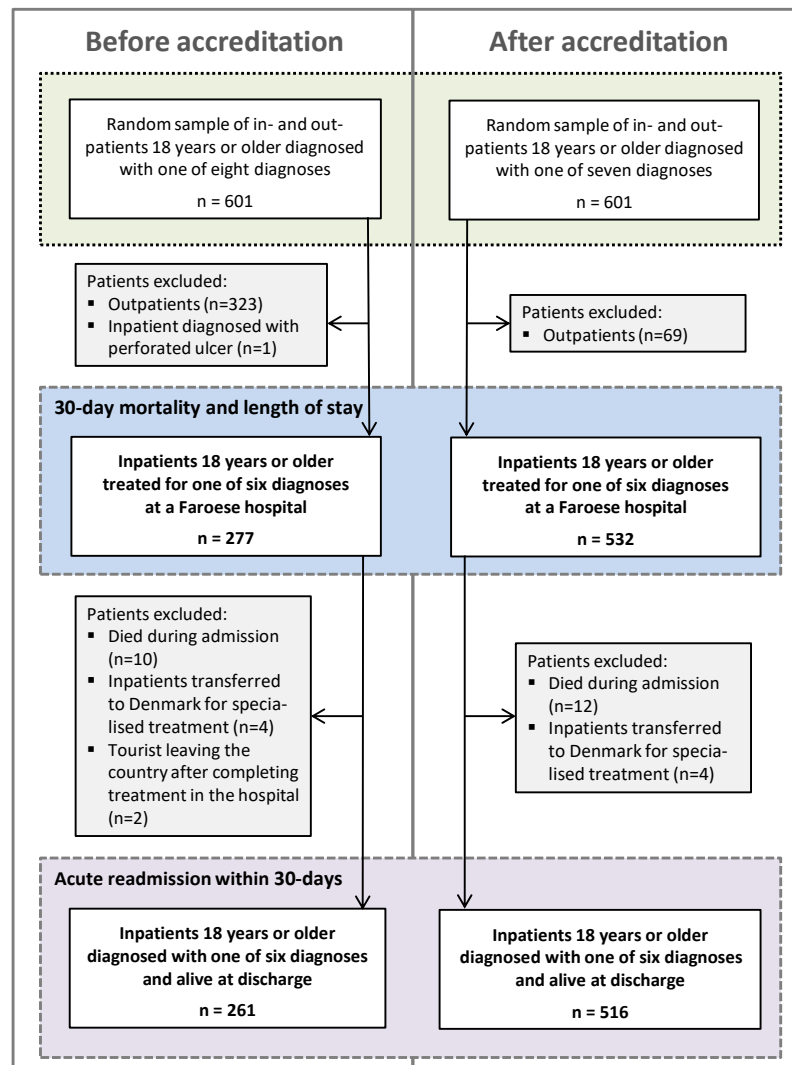 Before accreditation
After accreditation
Random sample of in- and out-
patients 18 years or older diagnosed
with one of eight diagnoses
n = 601
Random sample of in- and out-
patients 18 years or older diagnosed
with one of seven diagnoses
n = 601
Patients excluded:
▪ Outpatients (n=323)
▪ Inpatient diagnosed with
perforated ulcer (n=1)
Patients excluded:
▪ Outpatients (n=69)
30-day mortality and length of stay
Inpatients 18 years or older
treated for one of six diagnoses
at a Faroese hospital
n = 277
Inpatients 18 years or older
treated for one of six diagnoses
at a Faroese hospital
n = 532
Patients excluded:
▪ Died during admission
(n=10)
▪ Inpatients transferred
to Denmark for specia-
lised treatment (n=4)
▪ Tourist leaving the
country after completing
treatment in the hospital
(n=2)
Patients excluded:
▪ Died during admission
(n=12)
▪ Inpatients transferred
to Denmark for specia-
lised treatment (n=4)
Acute readmission within 30-days
Inpatients 18 years or older
diagnosed with one of six diagnoses
and alive at discharge
n = 261
Inpatients 18 years or older
diagnosed with one of six diagnoses
and alive at discharge
n = 516